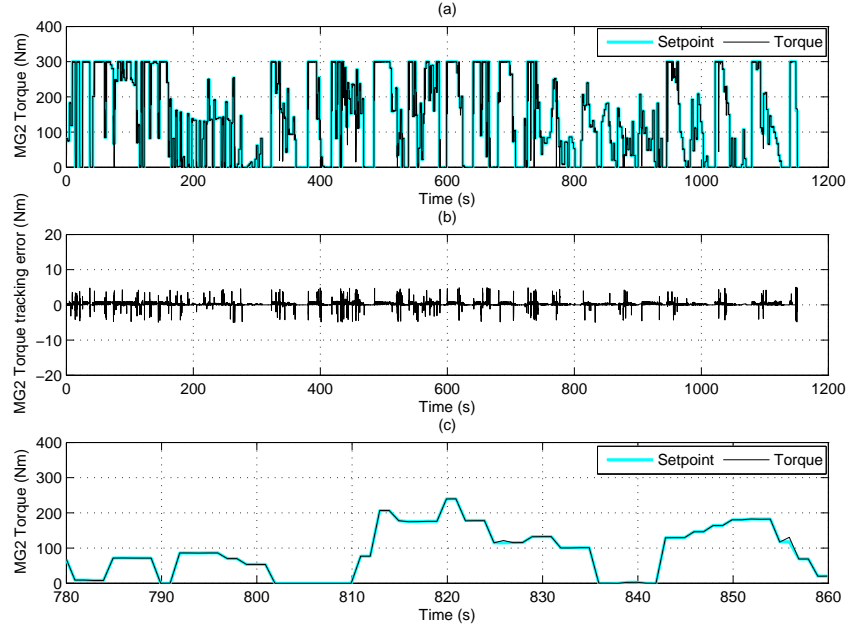 (a)
MG2 Torque (Nm)
400
300
200
100
0
Setpoint
Torque
0 200 400 600 800 1000 1200
Time (s)
(b)
MG2 Torque tracking error (Nm)
20
10
0
−10
−20
0 200 400 600 800 1000 1200
Time (s)
(c)
MG2 Torque (Nm)
400
300
200
100
0
Setpoint
Torque
780 790 800 810 820 830 840 850 860
Time (s)